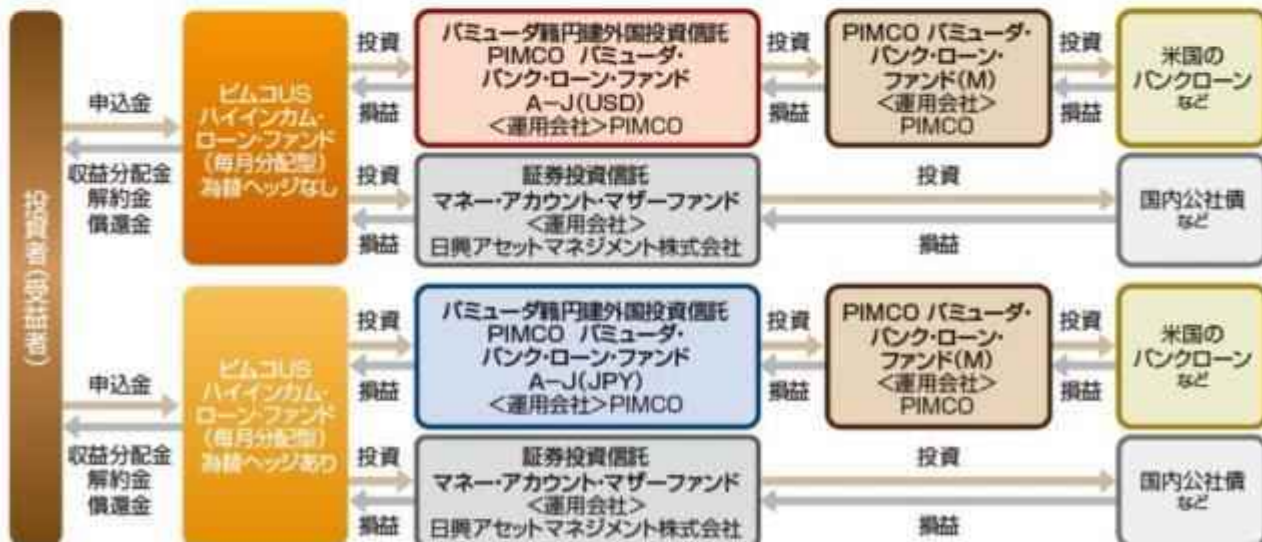 投資者(受益者)
申込金
収益分配金
解約金
償還金
ピムコUS
ハイインカム・
ローン・ファンド
(毎月分配型)
為替ヘッジなし
投資
損益
バミューダ籍円建外国投資信託
PIMCO バミューダ・
バンク・ローン・ファンド
A-J(USD)
<運用会社>PIMCO
投資
損益
PIMCO バミューダ・
バンク・ローン・
ファンド(M)
<運用会社>
PIMCO
投資
損益
米国の
バンクローン
など
投資
損益
証券投資信託
マネー・アカウント・マザーファンド
<運用会社>
日興アセットマネジメント株式会社
投資
損益
国内公社債
など
申込金
収益分配金
解約金
償還金
ピムコUS
ハイインカム・
ローン・ファンド
(毎月分配型)
為替ヘッジあり
投資
損益
バミューダ籍円建外国投資信託
PIMCO バミューダ・
バンク・ローン・ファンド
A-J(JPY)
<運用会社>PIMCO
投資
損益
PIMCO バミューダ・
バンク・ローン・
ファンド(M)
<運用会社>
PIMCO
投資
損益
米国の
バンクローン
など
投資
損益
証券投資信託
マネー・アカウント・マザーファンド
<運用会社>
日興アセットマネジメント株式会社
投資
損益
国内公社債
など